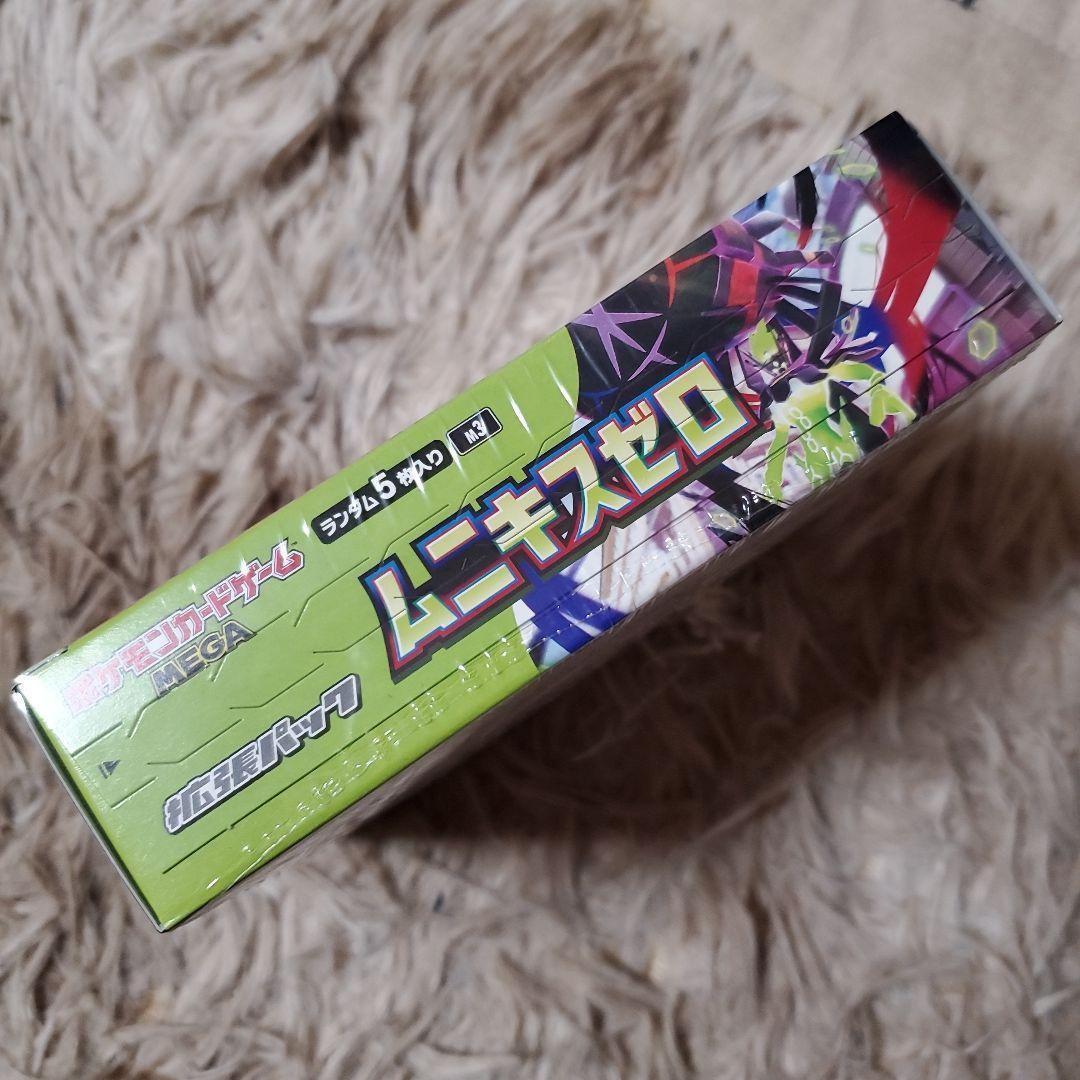 ポケモンカードゲーム
MEGA
拡張パック
ランダム5枚入り
M3
ムニキスゼロ